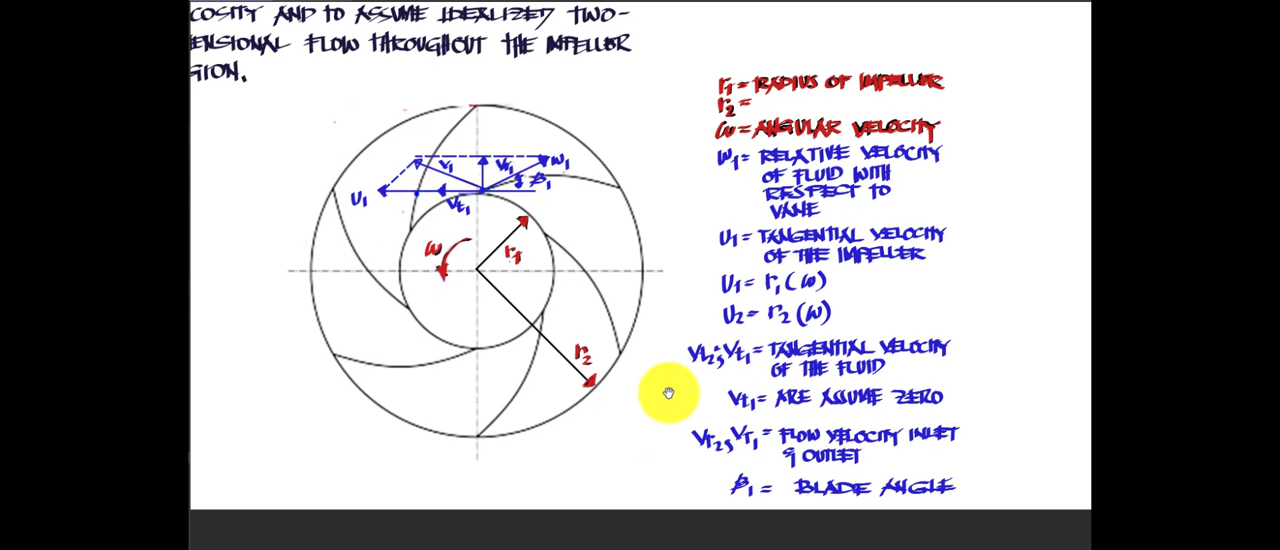 COSITY AND TO ASSUME IDEALIZED TWO-
ENSIONAL FLOW THROUGHOUT THE IMPELLER
GION.
r1 = RADIUS OF IMPELLER
r2 =
ω = ANGULAR VELOCITY
W1 = RELATIVE VELOCITY
OF FLUID WITH
RESPECT TO
VANE
U1 = TANGENTIAL VELOCITY
OF THE IMPELLER
U1 = r1 (ω)
U2 = r2 (ω)
Vt2, Vt1 = TANGENTIAL VELOCITY
OF THE FLUID
Vt1 = ARE ASSUME ZERO
Vr2, Vr1 = FLOW VELOCITY INLET
& OUTLET
β1 = BLADE ANGLE
V1
Vr1
W1
β1
U1
Vt1
ω
r1
r2